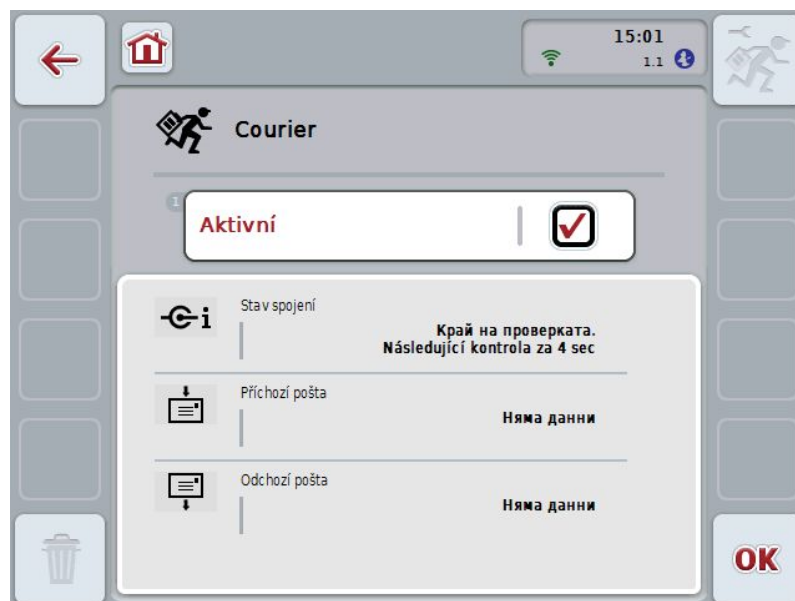 15:01
1.1
Courier
1
Aktivní
Stav spojení
Край на проверката.
Následující kontrola za 4 sec
Příchozí pošta
Няма данни
Odchozí pošta
Няма данни
OK